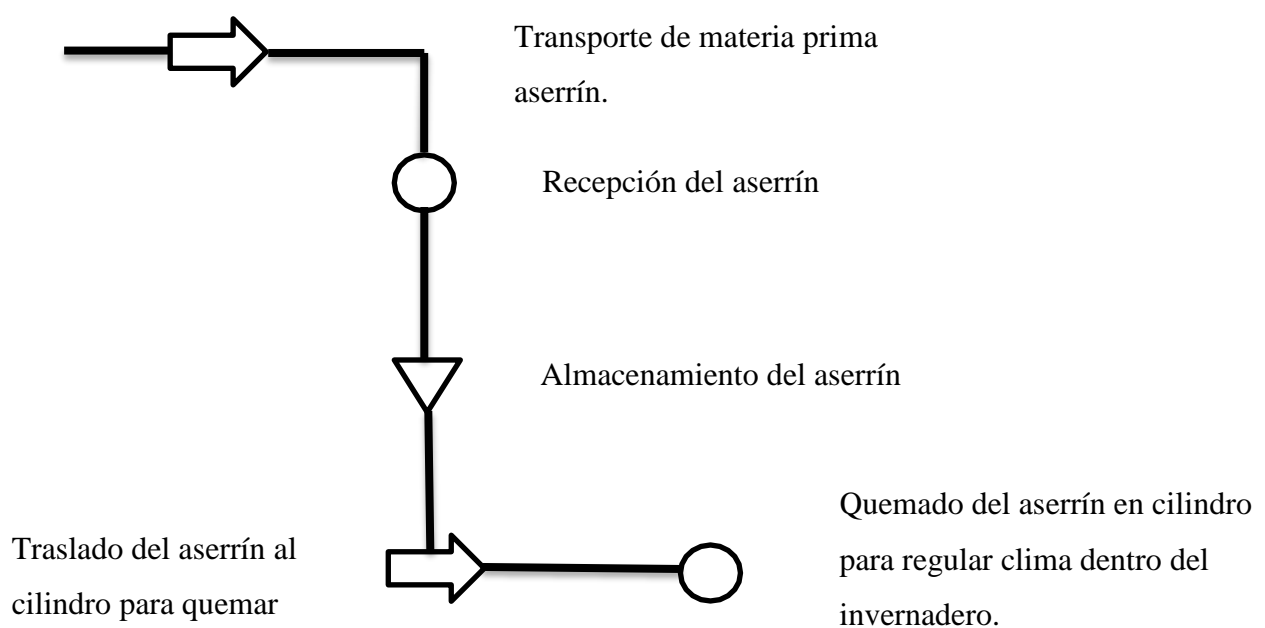 Transporte de materia prima
aserrín.
Recepción del aserrín
Almacenamiento del aserrín
Traslado del aserrín al
cilindro para quemar
Quemado del aserrín en cilindro
para regular clima dentro del
invernadero.